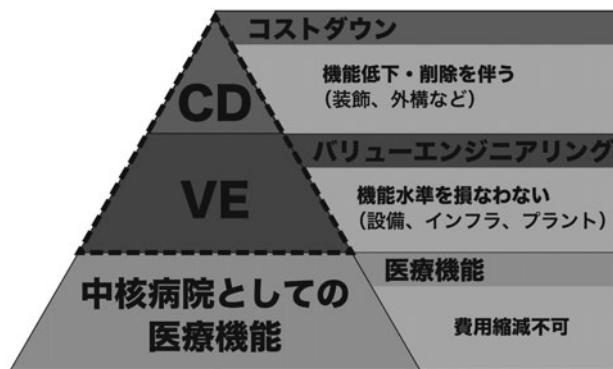 コストダウン
CD
機能低下・削除を伴う
(装飾、外構など)
バリューエンジニアリング
VE
機能水準を損なわない
(設備、インフラ、プラント)
医療機能
中核病院としての
医療機能
費用縮減不可